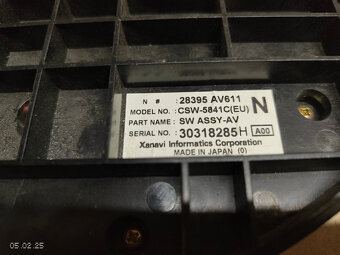 N #  : 28395 AV611
MODEL NO. : CSW-5841C(EU) N
PART NAME : SW ASSY-AV
SERIAL NO. : 30318285H A00
Xanavi Informatics Corporation
MADE IN JAPAN (0)
05.02.25